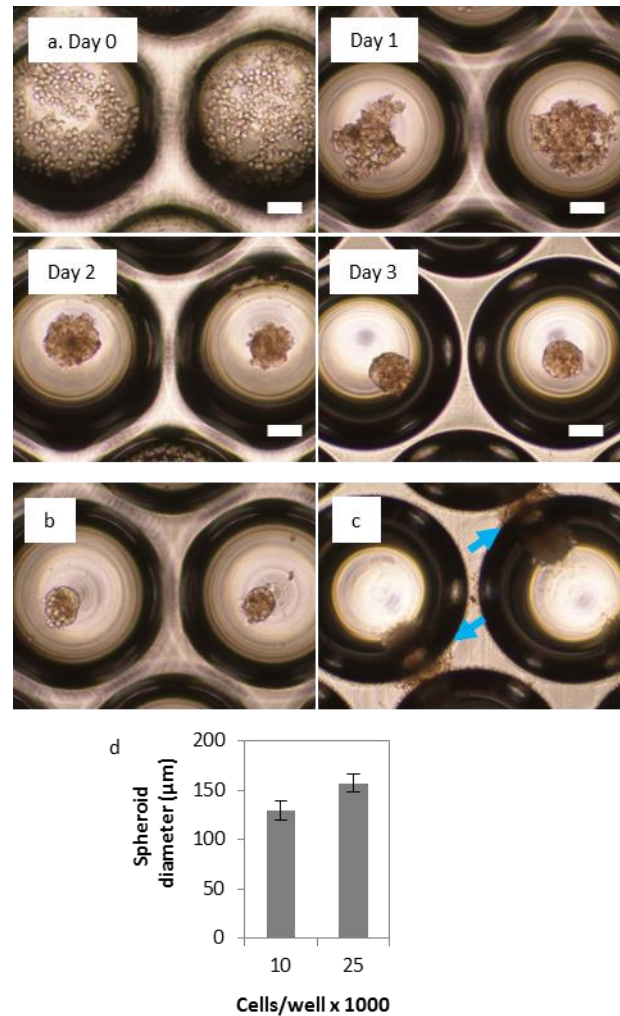 a. Day 0
Day 1
Day 2
Day 3
b
c
d
200
150
100
50
0
Spheroid
diameter (µm)
10
25
Cells/well x 1000